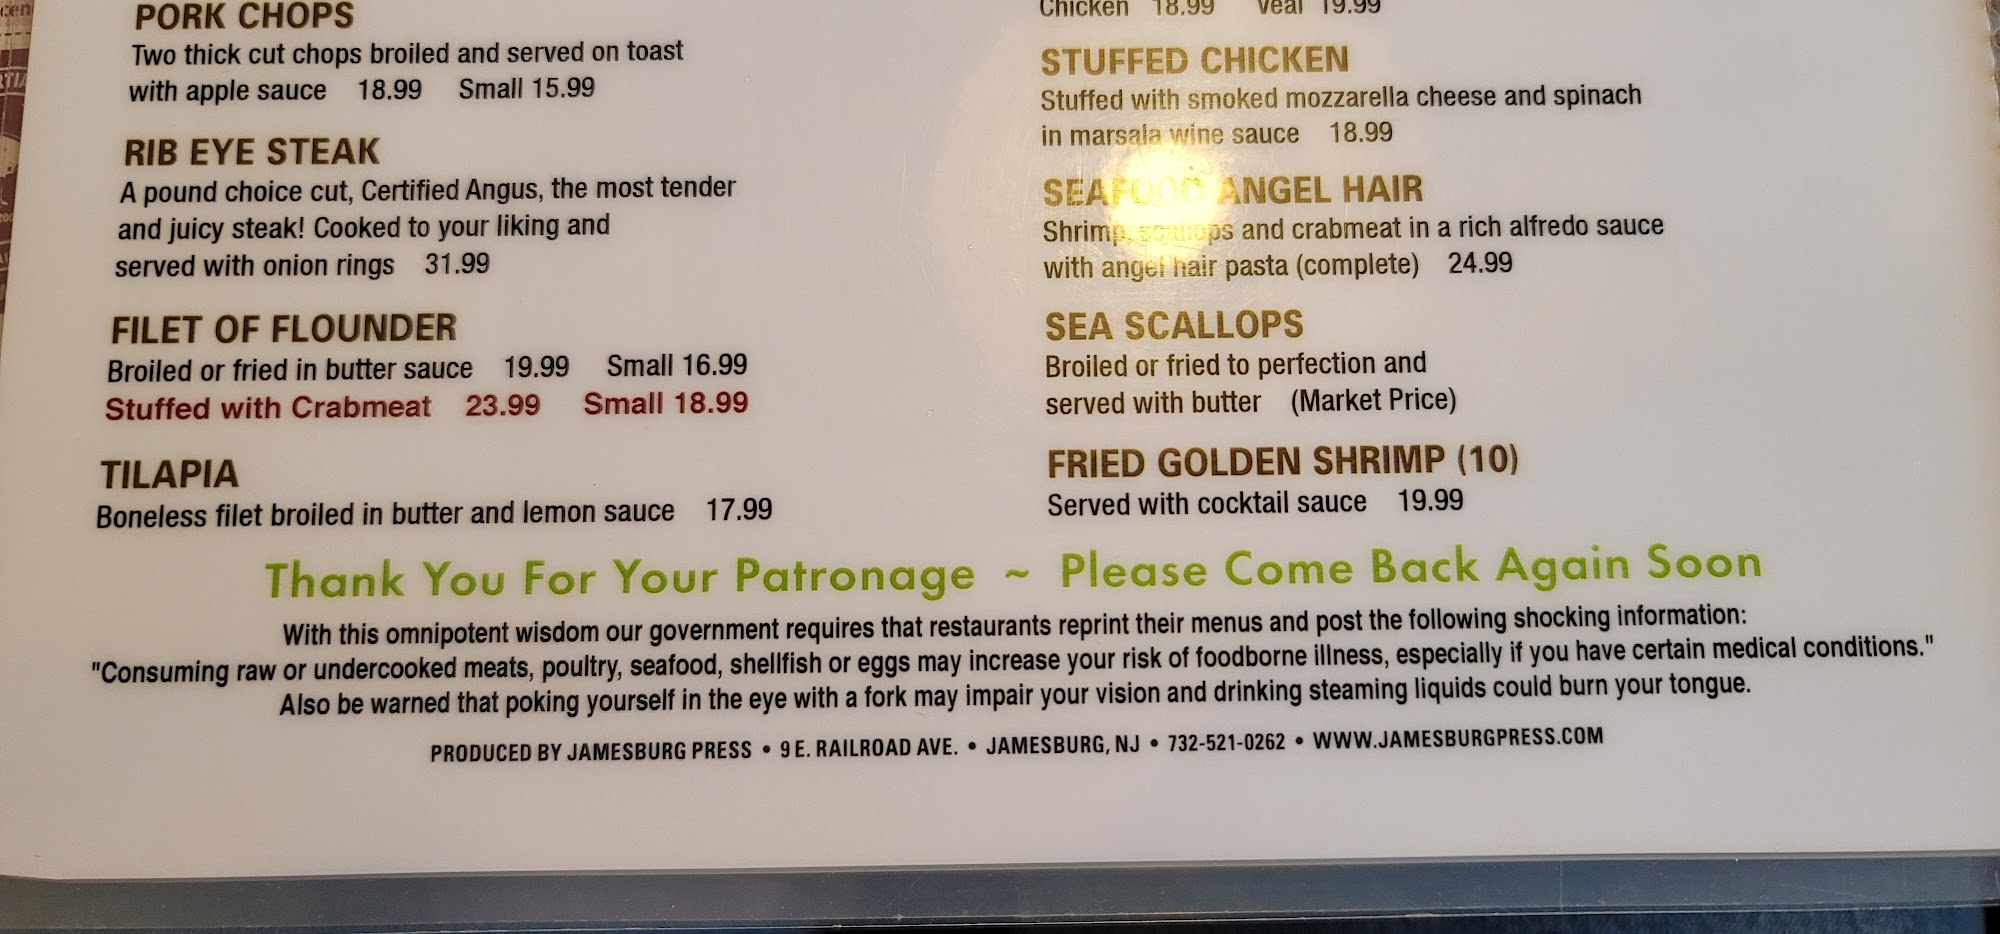 PORK CHOPS
Two thick cut chops broiled and served on toast
with apple sauce 18.99 Small 15.99
RIB EYE STEAK
A pound choice cut, Certified Angus, the most tender
and juicy steak! Cooked to your liking and
served with onion rings 31.99
FILET OF FLOUNDER
Broiled or fried in butter sauce 19.99 Small 16.99
Stuffed with Crabmeat 23.99 Small 18.99
TILAPIA
Boneless filet broiled in butter and lemon sauce 17.99
Chicken 18.99 Veal 19.99
STUFFED CHICKEN
Stuffed with smoked mozzarella cheese and spinach
in marsala wine sauce 18.99
SEAFOOD ANGEL HAIR
Shrimp, scallops and crabmeat in a rich alfredo sauce
with angel hair pasta (complete) 24.99
SEA SCALLOPS
Broiled or fried to perfection and
served with butter (Market Price)
FRIED GOLDEN SHRIMP (10)
Served with cocktail sauce 19.99
Thank You For Your Patronage ~ Please Come Back Again Soon
With this omnipotent wisdom our government requires that restaurants reprint their menus and post the following shocking information:
"Consuming raw or undercooked meats, poultry, seafood, shellfish or eggs may increase your risk of foodborne illness, especially if you have certain medical conditions."
Also be warned that poking yourself in the eye with a fork may impair your vision and drinking steaming liquids could burn your tongue.
PRODUCED BY JAMESBURG PRESS • 9 E. RAILROAD AVE. • JAMESBURG, NJ • 732-521-0262 • WWW.JAMESBURGPRESS.COM